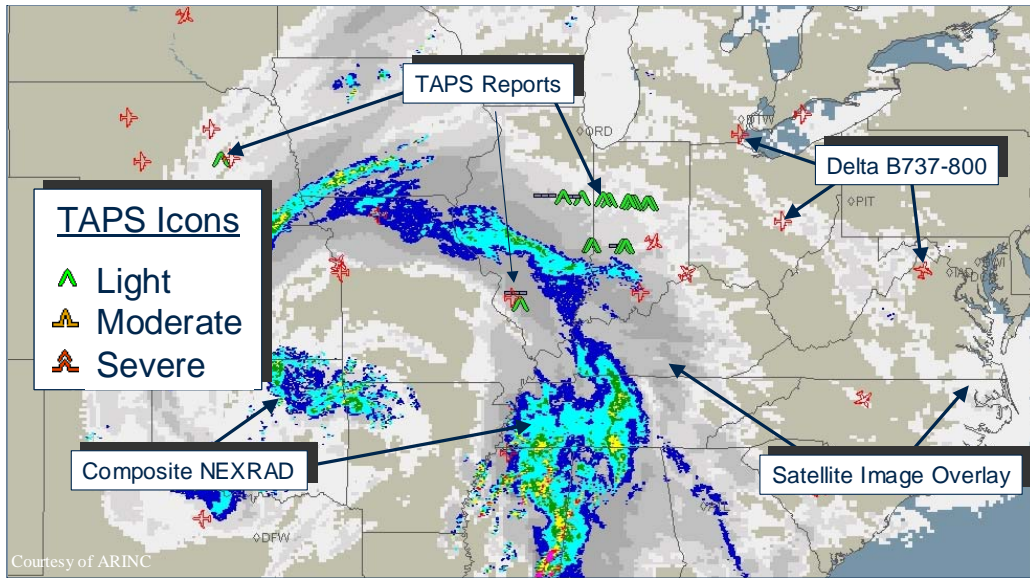 TAPS Reports
◊ORD
DTW
Delta B737-800
◊PIT
TAPS Icons
Light
Moderate
Severe
Composite NEXRAD
Satellite Image Overlay
◊DFW
Courtesy of ARINC